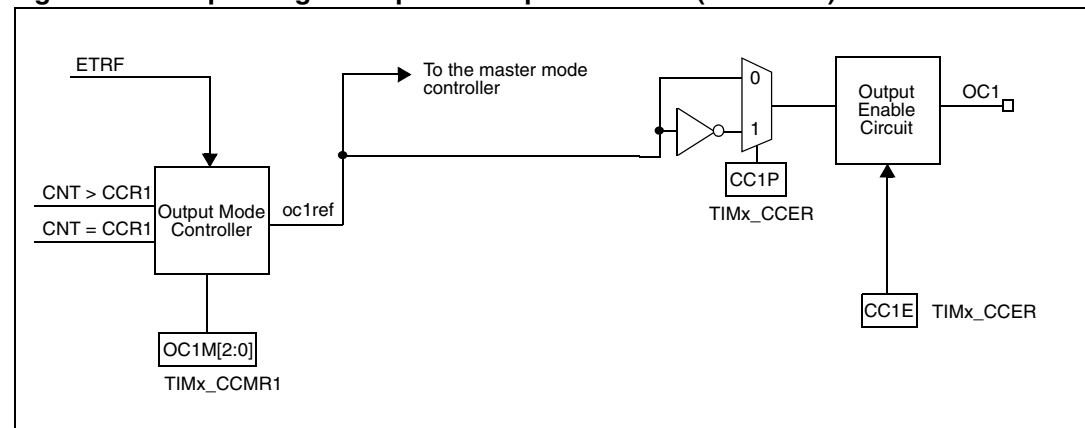 ETRF
To the master mode
controller
0
1
Output
Enable
Circuit
OC1
CNT > CCR1
CNT = CCR1
Output Mode
Controller
oc1ref
CC1P
TIMx_CCER
CC1E
TIMx_CCER
OC1M[2:0]
TIMx_CCMR1